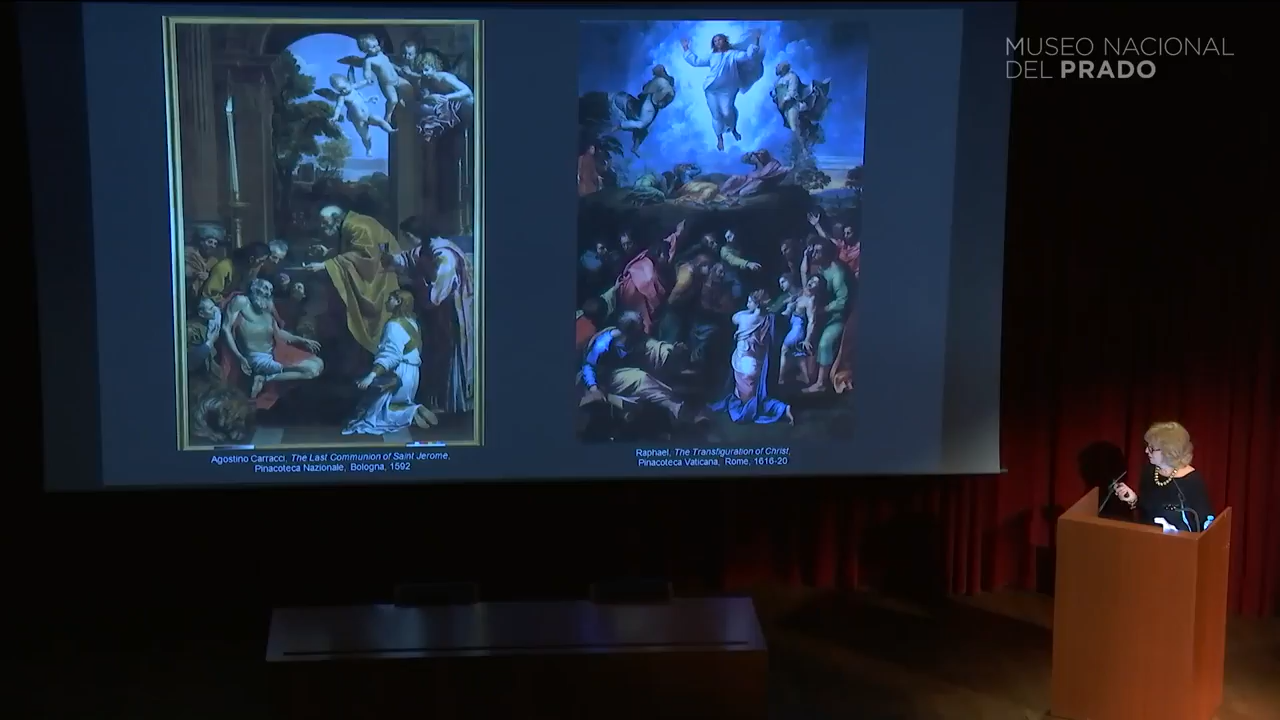 MUSEO NACIONAL
DEL PRADO
Agostino Carracci, The Last Communion of Saint Jerome,
Pinacoteca Nazionale, Bologna, 1592
Raphael, The Transfiguration of Christ,
Pinacoteca Vaticana, Rome, 1616-20